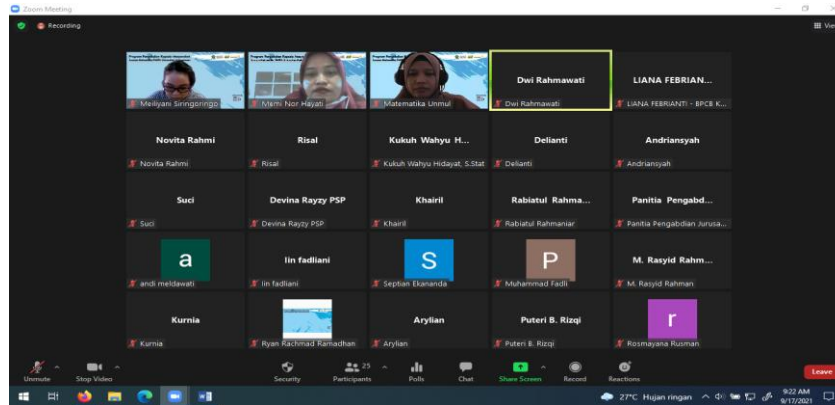 Zoom Meeting
Recording
View
Meiliyani Siringoringo
Memi Nor Hayati
Matematika Unmul
Dwi Rahmawati
Dwi Rahmawati
LIANA FEBRIAN...
LIANA FEBRIANTI - BPCB K...
Novita Rahmi
Novita Rahmi
Risal
Risal
Kukuh Wahyu H...
Kukuh Wahyu Hidayat, S.Stat
Delianti
Delianti
Andriansyah
Andriansyah
Suci
Suci
Devina Rayzy PSP
Devina Rayzy PSP
Khairil
Khairil
Rabiatul Rahma...
Rabiatul Rahmaniar
Panitia Pengabd...
Panitia Pengabdian Jurusa...
a
andi meldawati
Iin fadliani
Iin fadliani
S
Septian Ekananda
P
Muhammad Fadli
M. Rasyid Rahm...
M. Rasyid Rahman
Kurnia
Kurnia
Ryan Rachmad Ramadhan
Arylian
Arylian
Puteri B. Rizqi
Puteri B. Rizqi
r
Rosmayana Rusman
Unmute
Stop Video
Security
Participants
25
Polls
Chat
Share Screen
Record
Reactions
Leave
27°C Hujan ringan
9:22 AM
9/17/2021